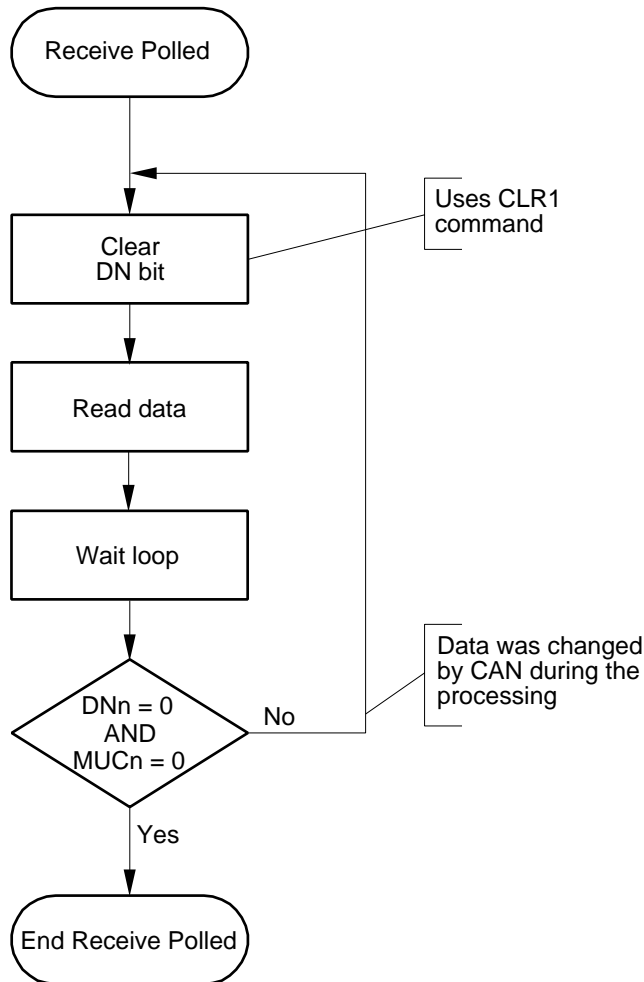 Receive Polled
Uses CLR1
command
Clear
DN bit
Read data
Wait loop
Data was changed
by CAN during the
processing
DNn = 0
AND
MUCn = 0
No
Yes
End Receive Polled